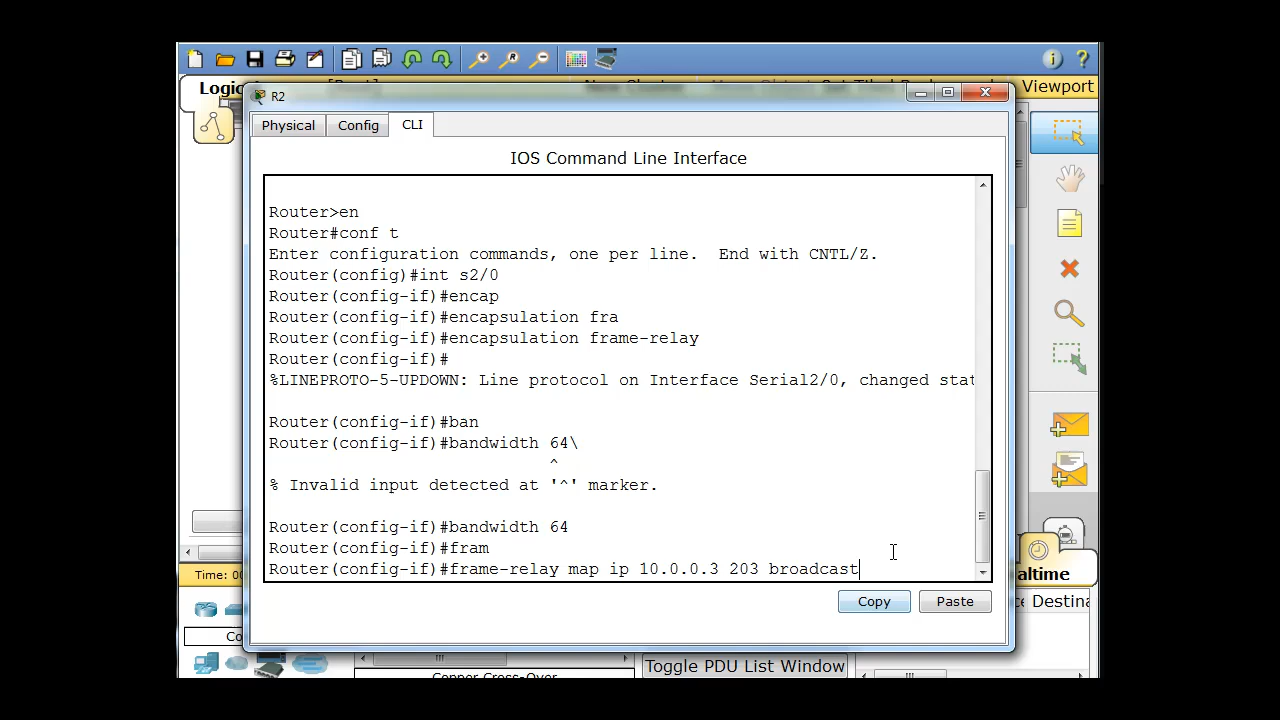 Logic
Viewport
R2
Physical
Config
CLI
IOS Command Line Interface
Router>en
Router#conf t
Enter configuration commands, one per line.  End with CNTL/Z.
Router(config)#int s2/0
Router(config-if)#encap
Router(config-if)#encapsulation fra
Router(config-if)#encapsulation frame-relay
Router(config-if)#
%LINEPROTO-5-UPDOWN: Line protocol on Interface Serial2/0, changed stat
Router(config-if)#ban
Router(config-if)#bandwidth 64\
^
% Invalid input detected at '^' marker.
Router(config-if)#bandwidth 64
Router(config-if)#fram
Router(config-if)#frame-relay map ip 10.0.0.3 203 broadcast
Time: 0
altime
Copy
Paste
Destina
Co
Toggle PDU List Window
Copper Cross-Over